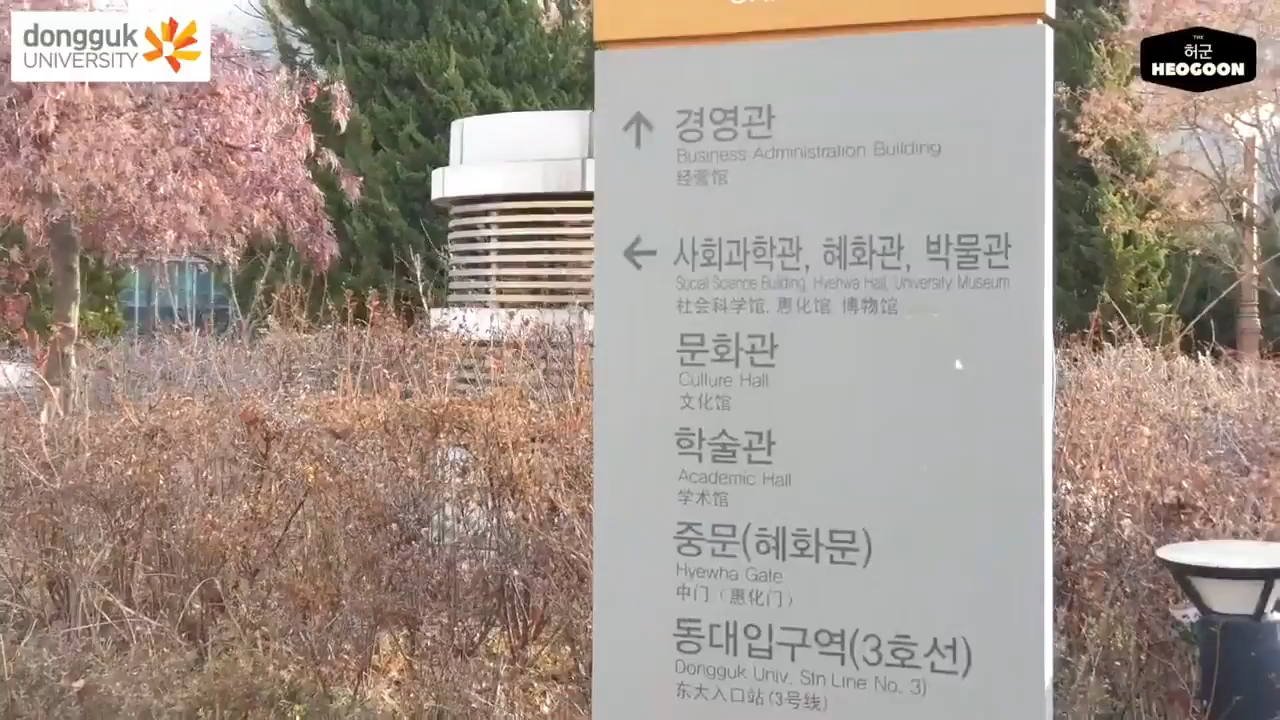 dongguk
UNIVERSITY
THE
허군
HEOGOON
경영관
Business Administration Building
经营馆
사회과학관, 혜화관, 박물관
Social Science Building, Hyehwa Hall, University Museum
社会科学馆, 惠化馆, 博物馆
문화관
Culture Hall
文化馆
학술관
Academic Hall
学术馆
중문(혜화문)
Hyewha Gate
中门（惠化门）
동대입구역(3호선)
Dongguk Univ. Stn Line No. 3)
东大入口站(3号线)